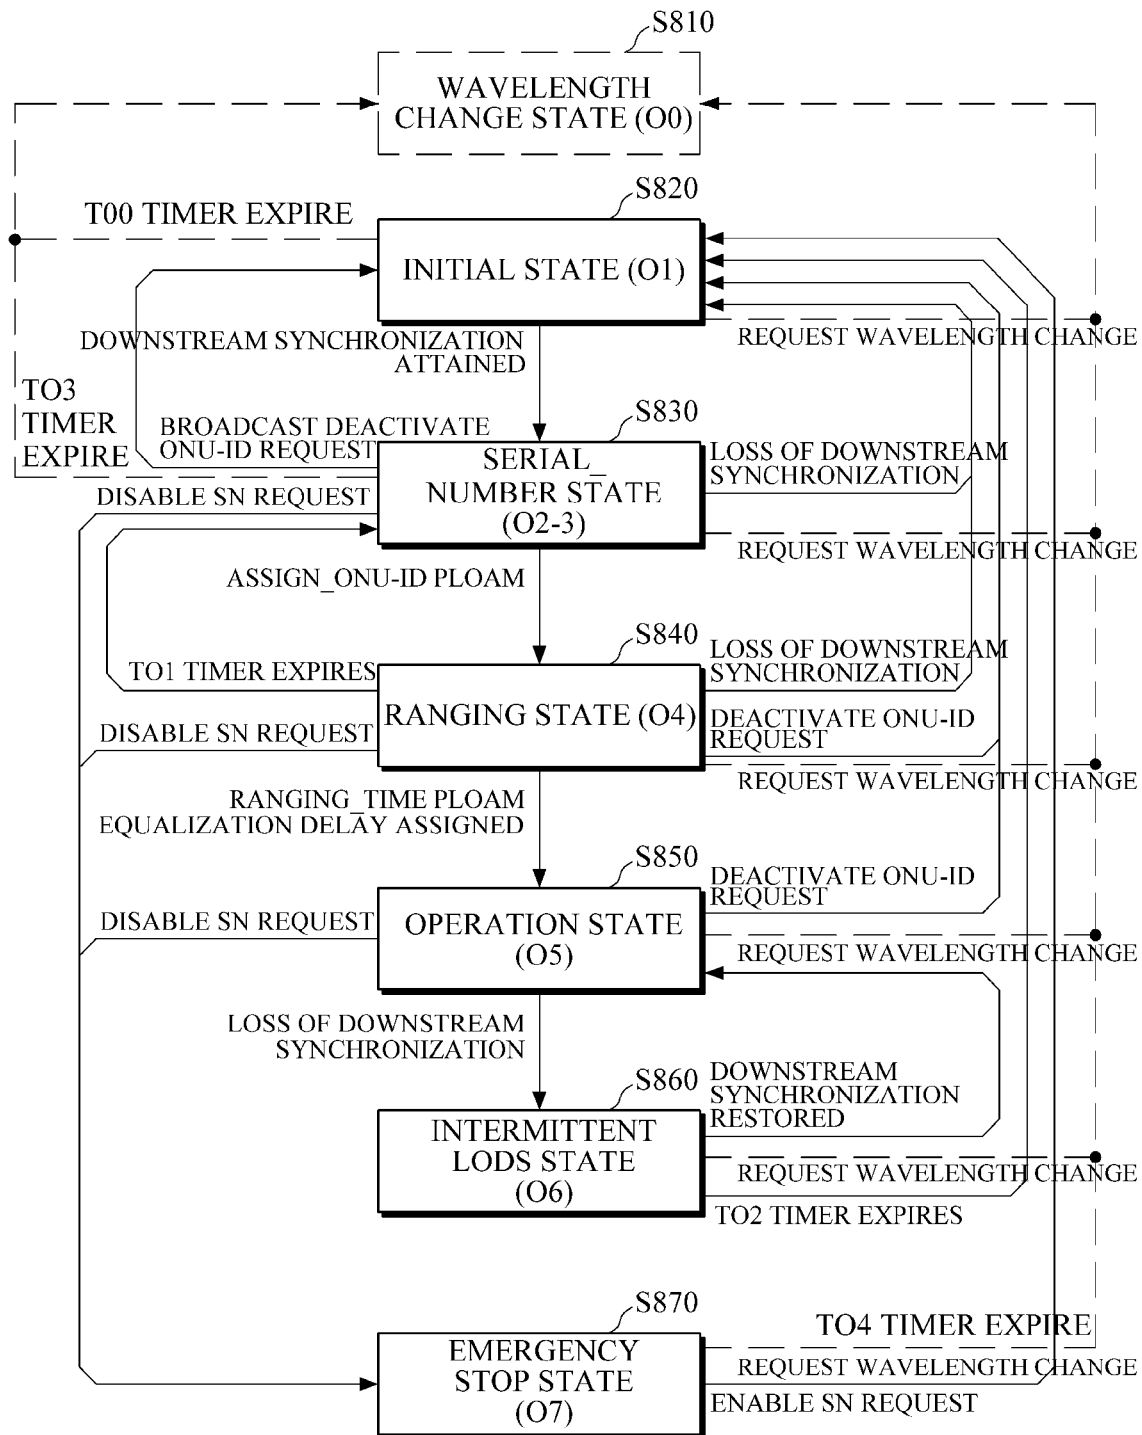 S810
WAVELENGTH
CHANGE STATE (O0)
S820
T00 TIMER EXPIRE
INITIAL STATE (O1)
DOWNSTREAM SYNCHRONIZATION
ATTAINED
REQUEST WAVELENGTH CHANGE
TO3
TIMER
EXPIRE
BROADCAST DEACTIVATE
ONU-ID REQUEST
S830
SERIAL_
NUMBER STATE
(O2-3)
LOSS OF DOWNSTREAM
SYNCHRONIZATION
DISABLE SN REQUEST
REQUEST WAVELENGTH CHANGE
ASSIGN_ONU-ID PLOAM
S840
LOSS OF DOWNSTREAM
SYNCHRONIZATION
TO1 TIMER EXPIRES
RANGING STATE (O4)
DEACTIVATE ONU-ID
REQUEST
DISABLE SN REQUEST
REQUEST WAVELENGTH CHANGE
RANGING_TIME PLOAM
EQUALIZATION DELAY ASSIGNED
S850
DEACTIVATE ONU-ID
REQUEST
DISABLE SN REQUEST
OPERATION STATE
(O5)
REQUEST WAVELENGTH CHANGE
LOSS OF DOWNSTREAM
SYNCHRONIZATION
S860
DOWNSTREAM
SYNCHRONIZATION
RESTORED
INTERMITTENT
LODS STATE
(O6)
REQUEST WAVELENGTH CHANGE
TO2 TIMER EXPIRES
S870
TO4 TIMER EXPIRE
EMERGENCY
STOP STATE
(O7)
REQUEST WAVELENGTH CHANGE
ENABLE SN REQUEST